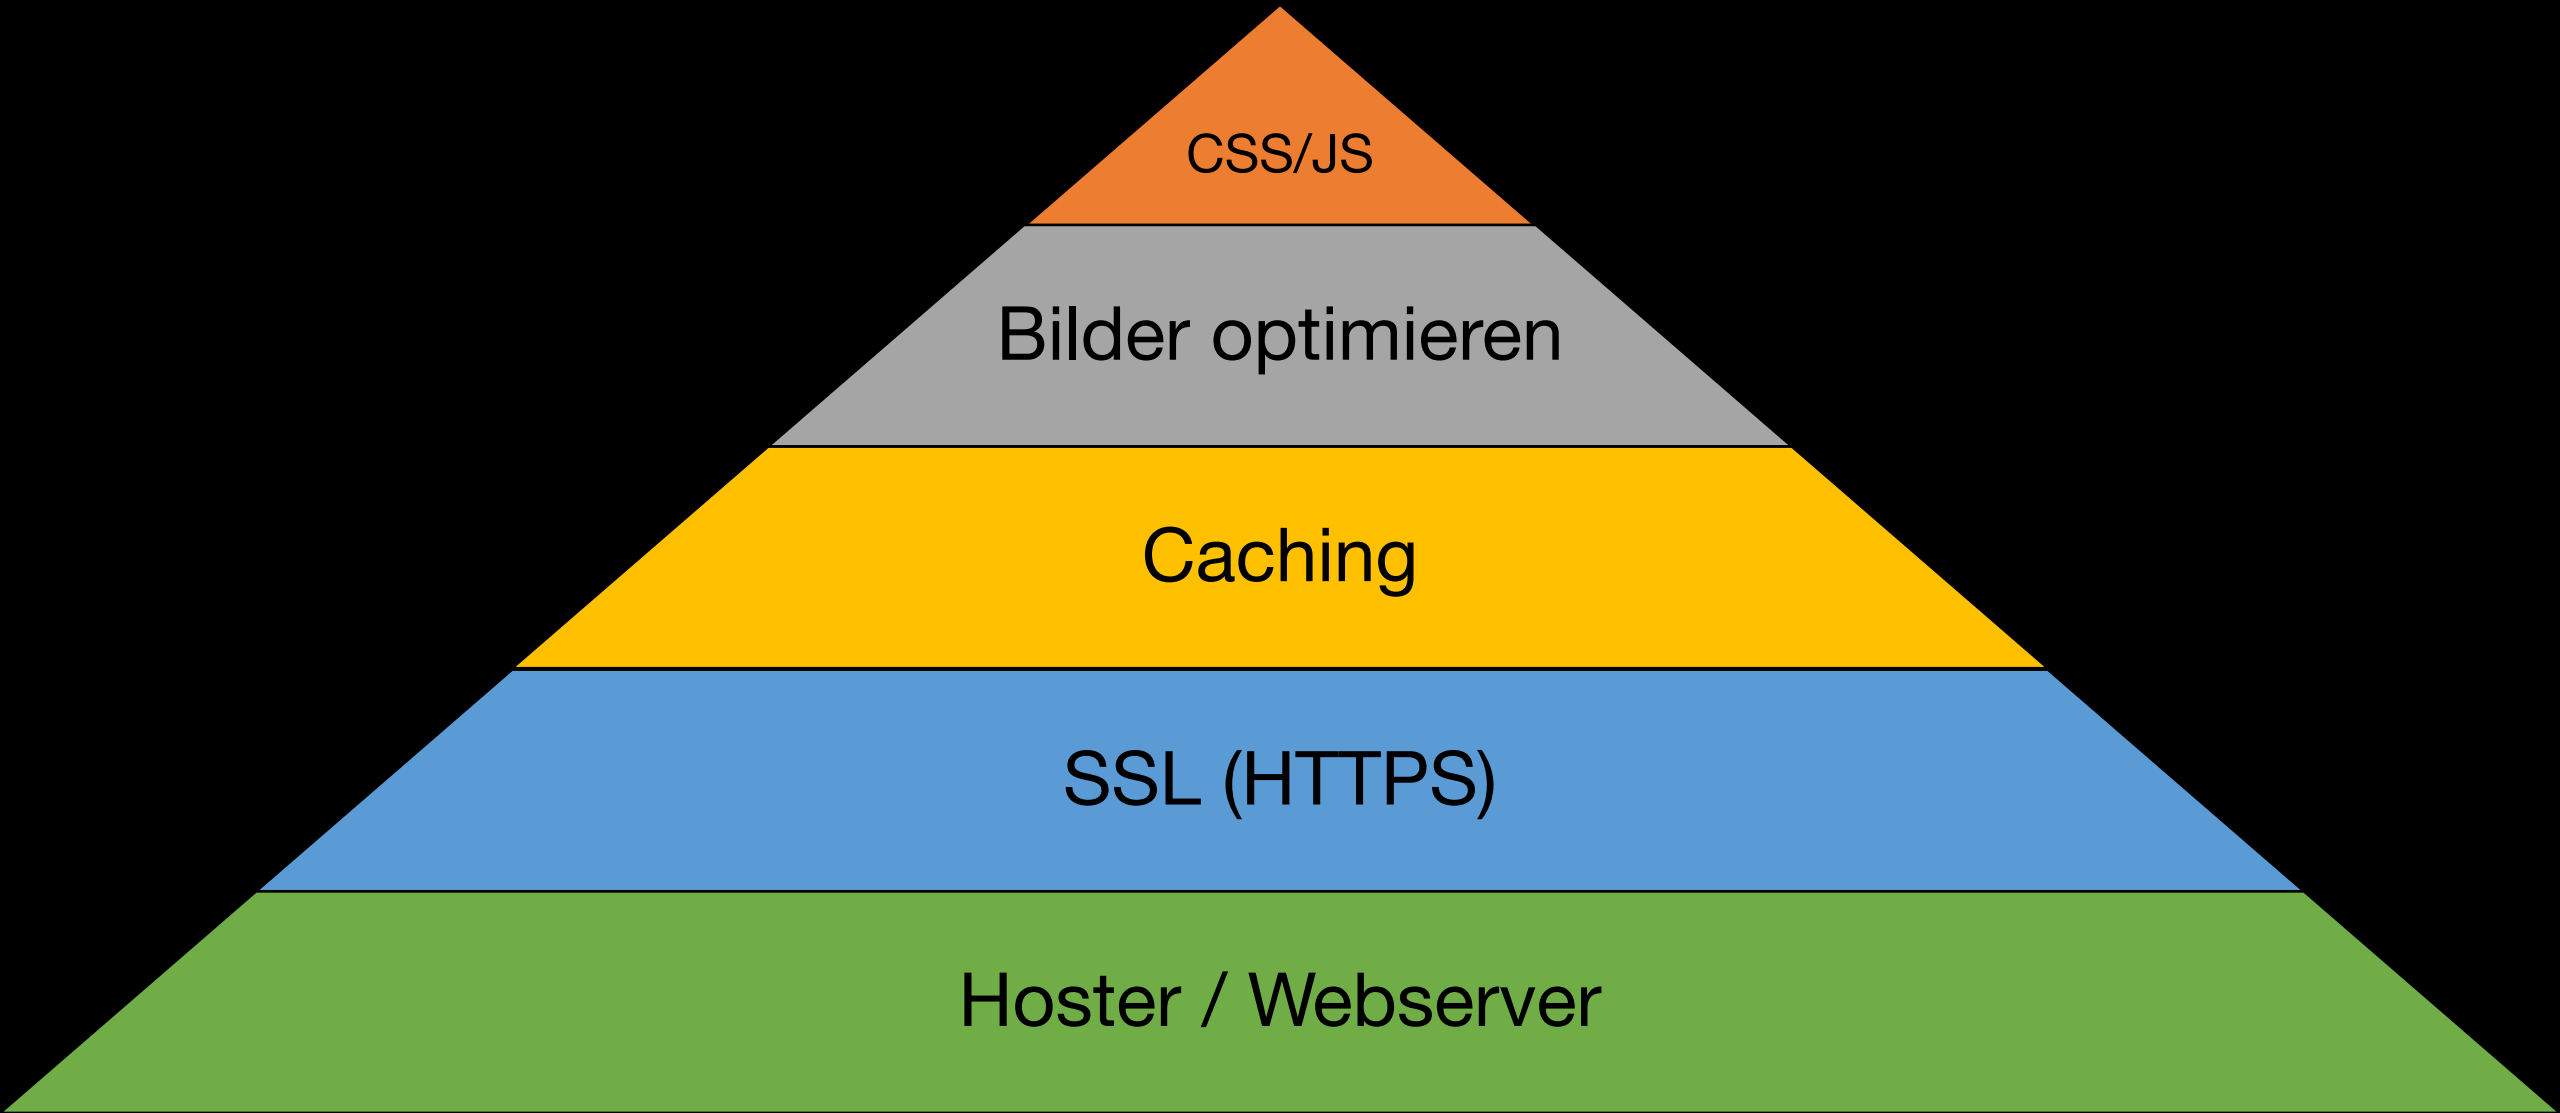 CSS/JS
Bilder optimieren
Caching
SSL (HTTPS)
Hoster / Webserver